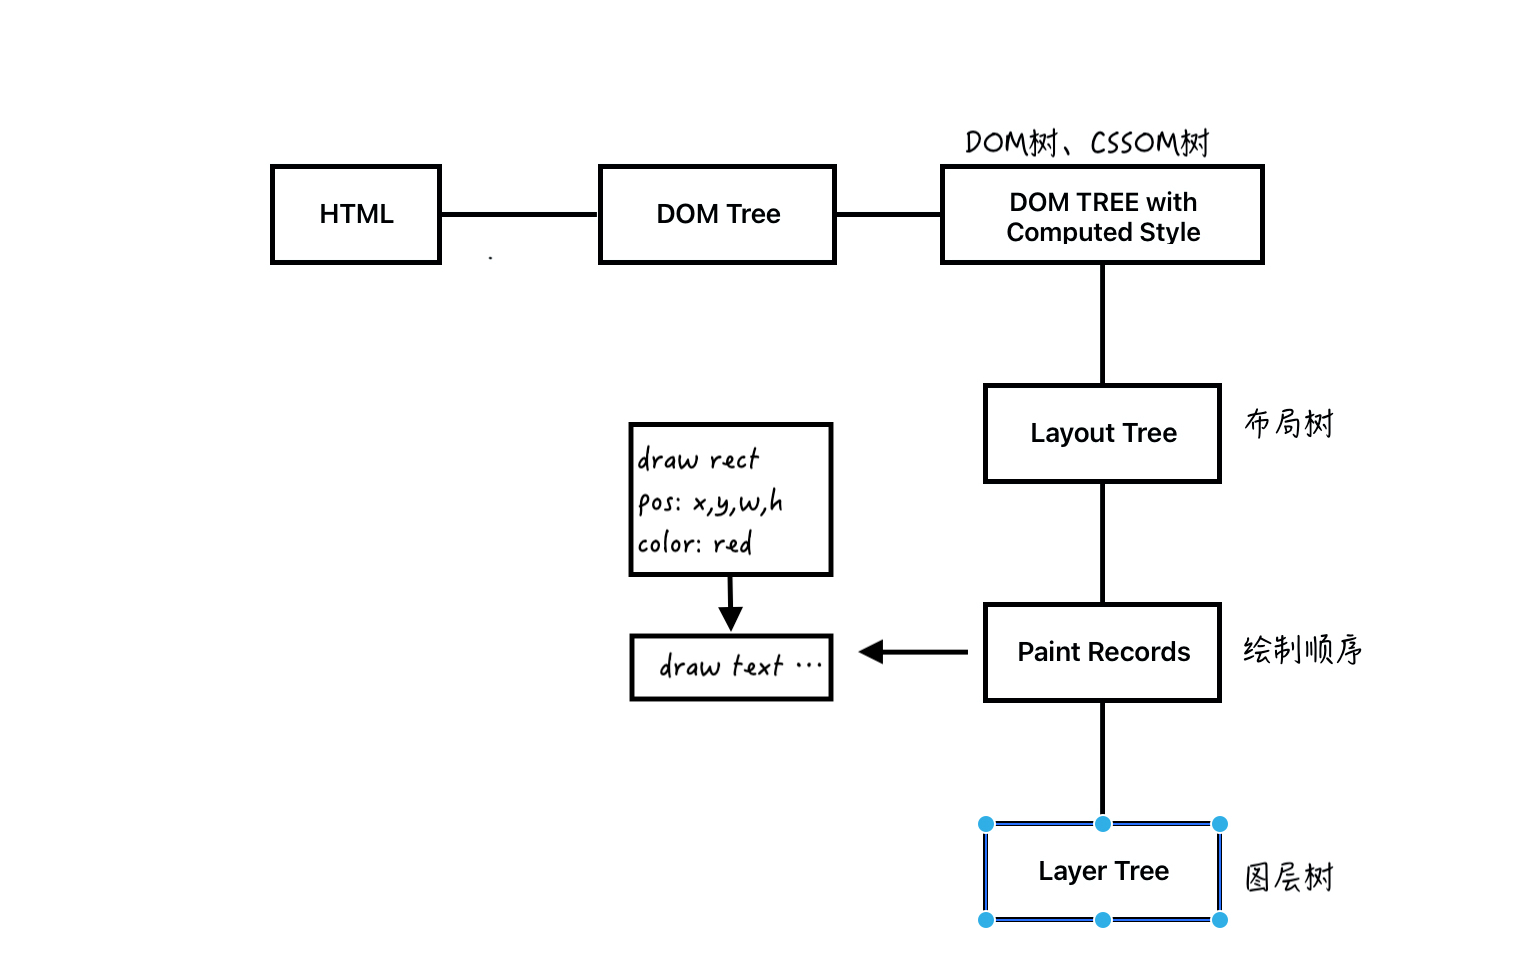 DOM树、CSSOM树
HTML
DOM Tree
DOM TREE with
Computed Style
Layout Tree
布局树
draw rect
pos: x,y,w,h
color: red
draw text ···
Paint Records
绘制顺序
Layer Tree
图层树